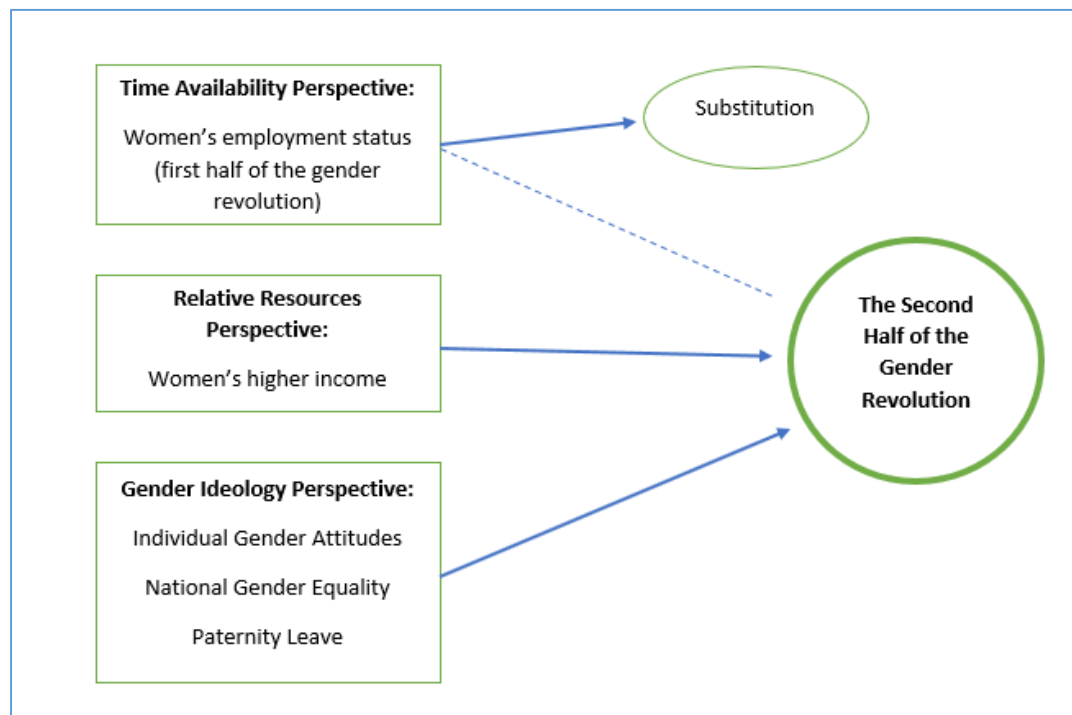 Time Availability Perspective:
Women's employment status
(first half of the gender
revolution)
Substitution
Relative Resources
Perspective:
Women's higher income
The Second
Half of the
Gender
Revolution
Gender Ideology Perspective:
Individual Gender Attitudes
National Gender Equality
Paternity Leave